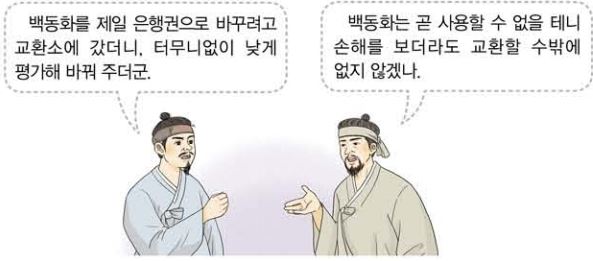 백동화를 제일 은행권으로 바꾸려고
교환소에 갔더니, 터무니없이 낮게
평가해 바꿔 주더군.
백동화는 곧 사용할 수 없을 테니
손해를 보더라도 교환할 수밖에
없지 않겠나.